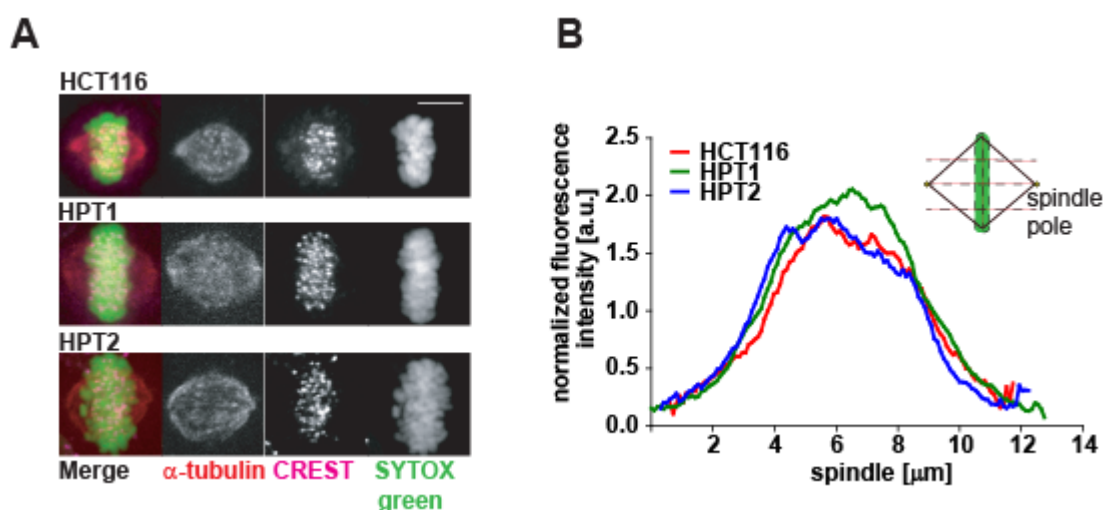 A
HCT116
HPT1
HPT2
Merge α-tubulin CREST SYTOX
green
B
normalized fluorescence
intensity [a.u.]
2.5
2.0
1.5
1.0
0.5
0.0
HCT116
HPT1
HPT2
spindle
pole
2 4 6 8 10 12 14
spindle [μm]